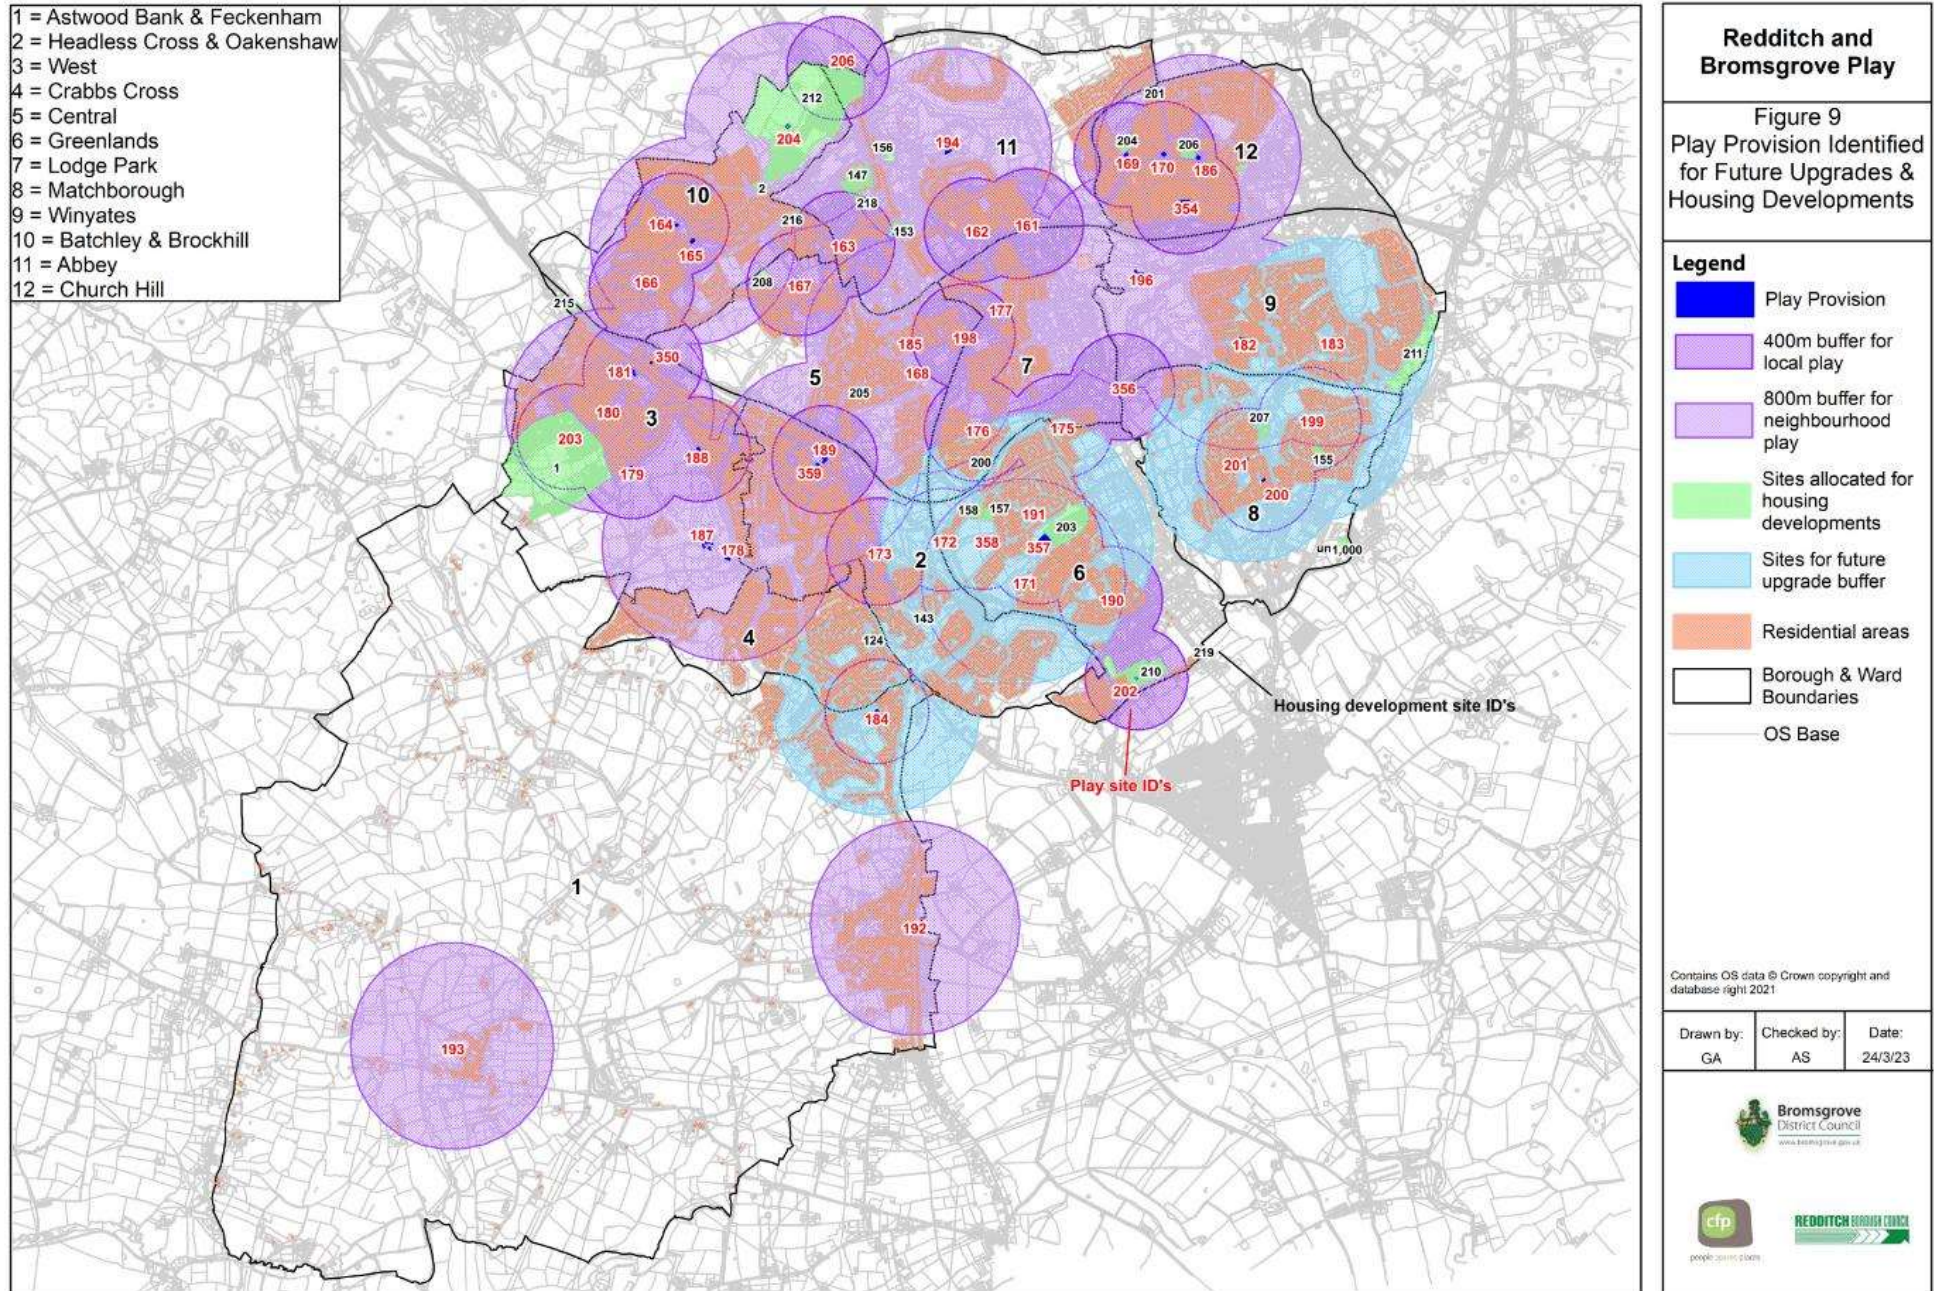 1 = Astwood Bank & Feckenham
2 = Headless Cross & Oakenshaw
3 = West
4 = Crabbs Cross
5 = Central
6 = Greenlands
7 = Lodge Park
8 = Matchborough
9 = Winyates
10 = Batchley & Brockhill
11 = Abbey
12 = Church Hill
206
212
204
156
194
11
201
204
206
12
169
170
186
354
147
10
2
218
216
153
164
163
162
161
165
166
208
167
196
215
177
9
198
185
182
183
350
211
181
168
7
5
356
205
180
3
207
199
203
176
175
189
188
1
179
359
200
201
155
200
158
157
191
203
8
187
178
173
172
358
357
un1,000
2
6
171
190
143
4
124
219
210
202
Housing development site ID's
184
Play site ID's
1
192
193
Redditch and
Bromsgrove Play
Figure 9
Play Provision Identified
for Future Upgrades &
Housing Developments
Legend
Play Provision
400m buffer for
local play
800m buffer for
neighbourhood
play
Sites allocated for
housing
developments
Sites for future
upgrade buffer
Residential areas
Borough & Ward
Boundaries
OS Base
Contains OS data © Crown copyright and
database right 2021
Drawn by:
GA
Checked by:
AS
Date:
24/3/23
Bromsgrove
District Council
www.bromsgrove.gov.uk
cfp
people places
REDDITCH BOROUGH COUNCIL